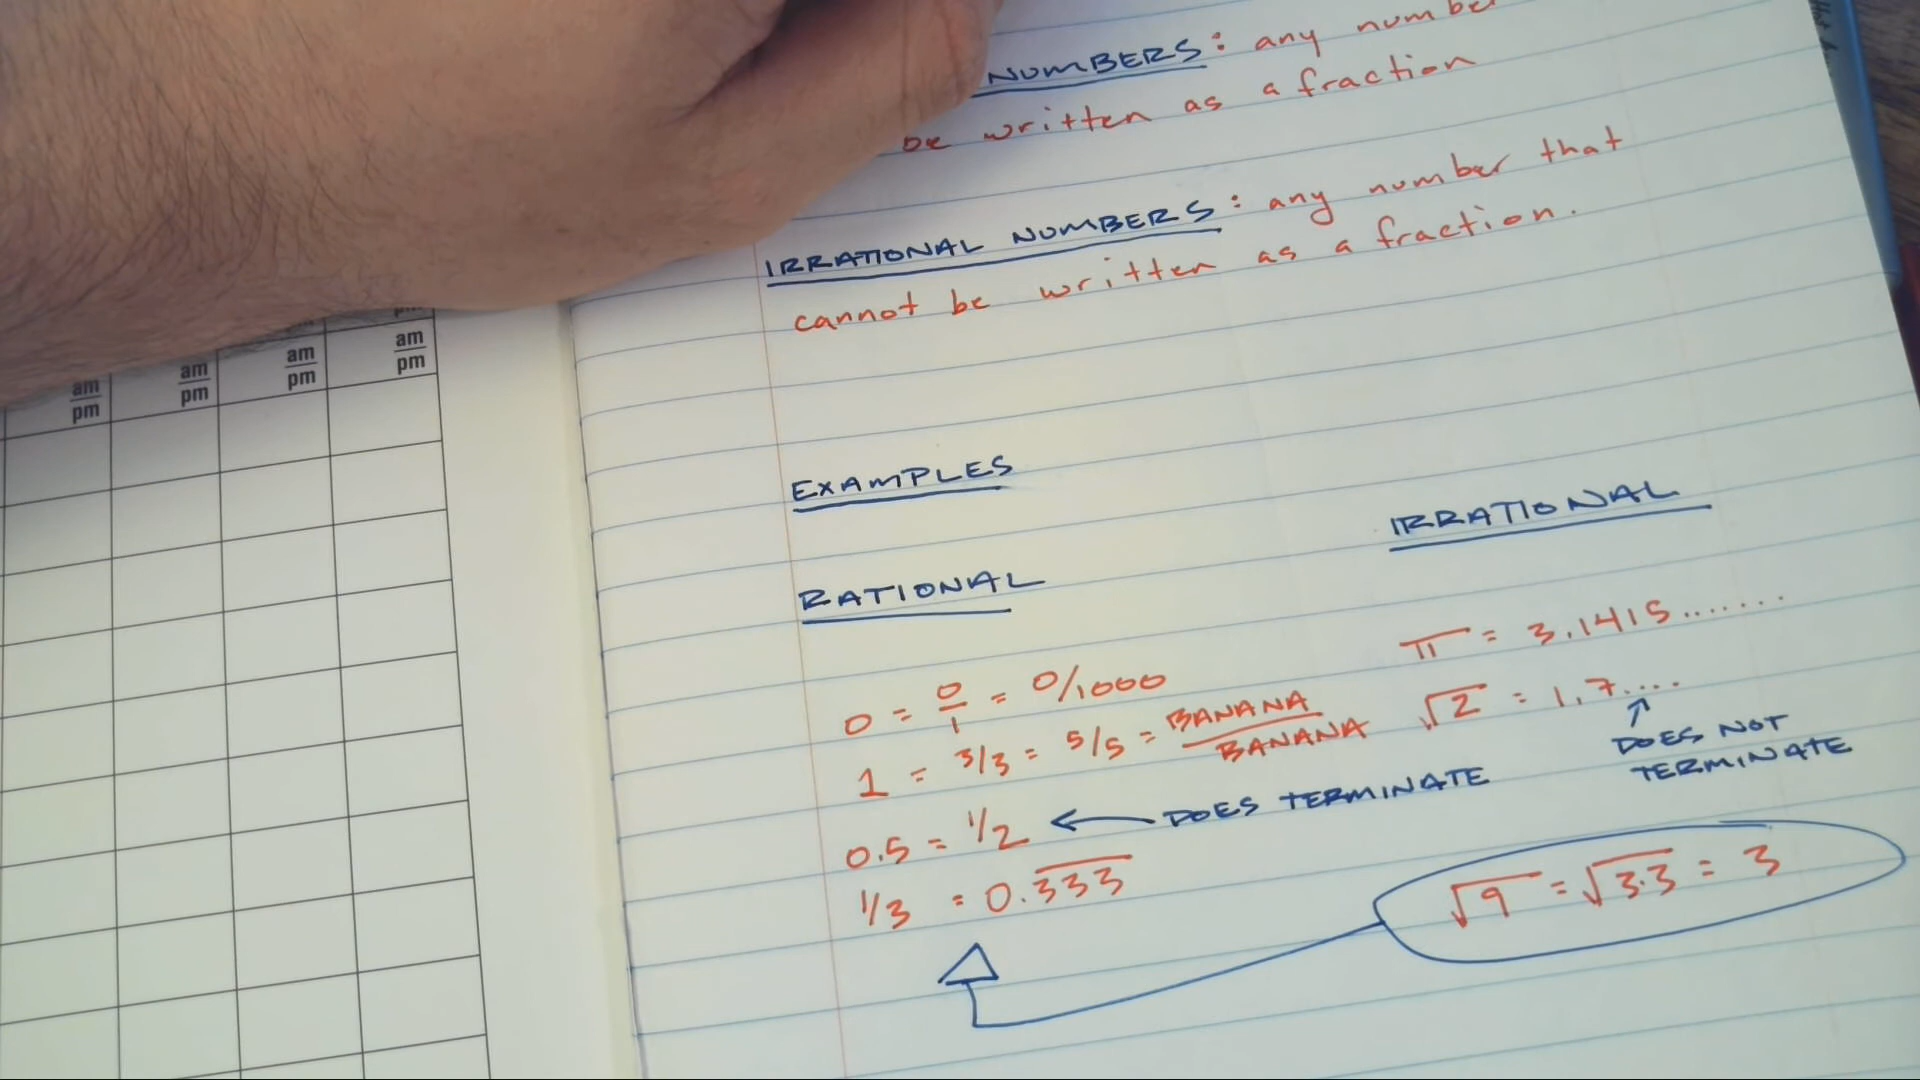 NUMBERS: any number
be written as a fraction
IRRATIONAL NUMBERS: any number that
cannot be written as a fraction.
EXAMPLES
RATIONAL
0 = 0/1 = 0/1000
1 = 3/3 = 5/5 = BANANA/BANANA
0.5 = 1/2 ← DOES TERMINATE
1/3 = 0.3̅3̅3̅
IRRATIONAL
π = 3.1415.......
√2 = 1.7....
↑
DOES NOT
TERMINATE
√9 = √3·3 = 3
am am am am
pm pm pm pm